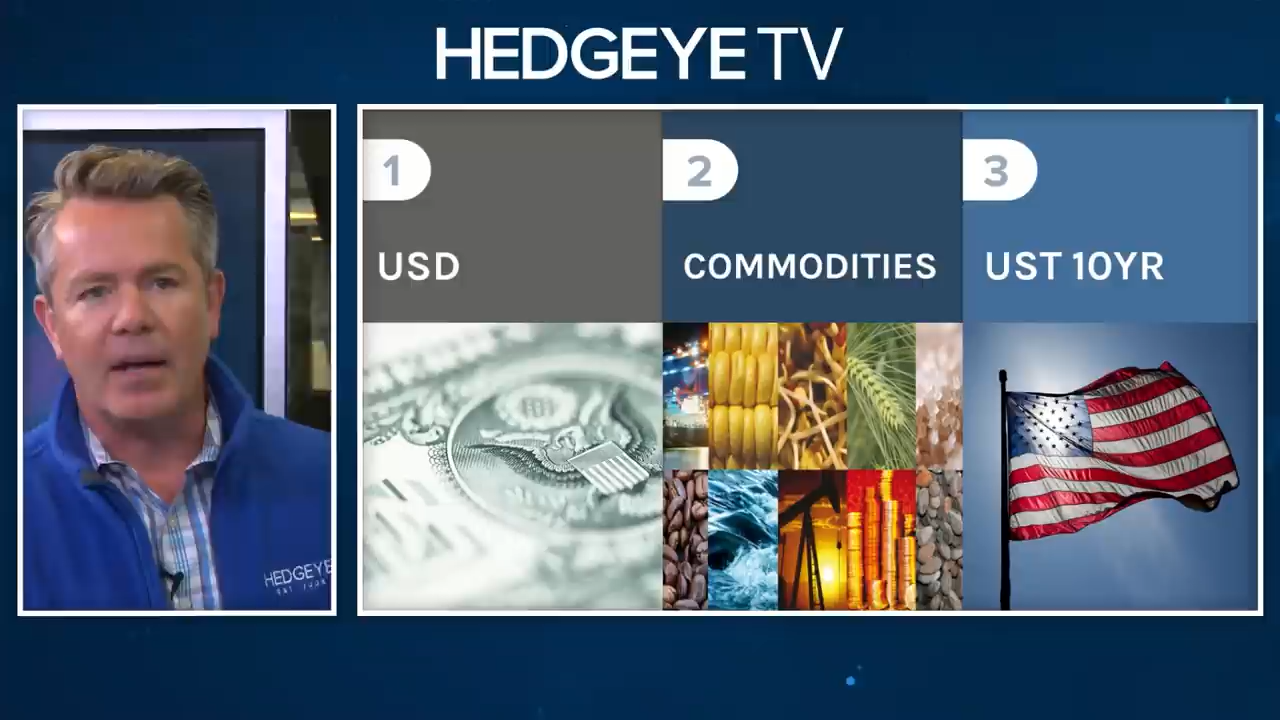 HEDGEYE TV
1
USD
2
COMMODITIES
3
UST 10YR
HEDGEYE